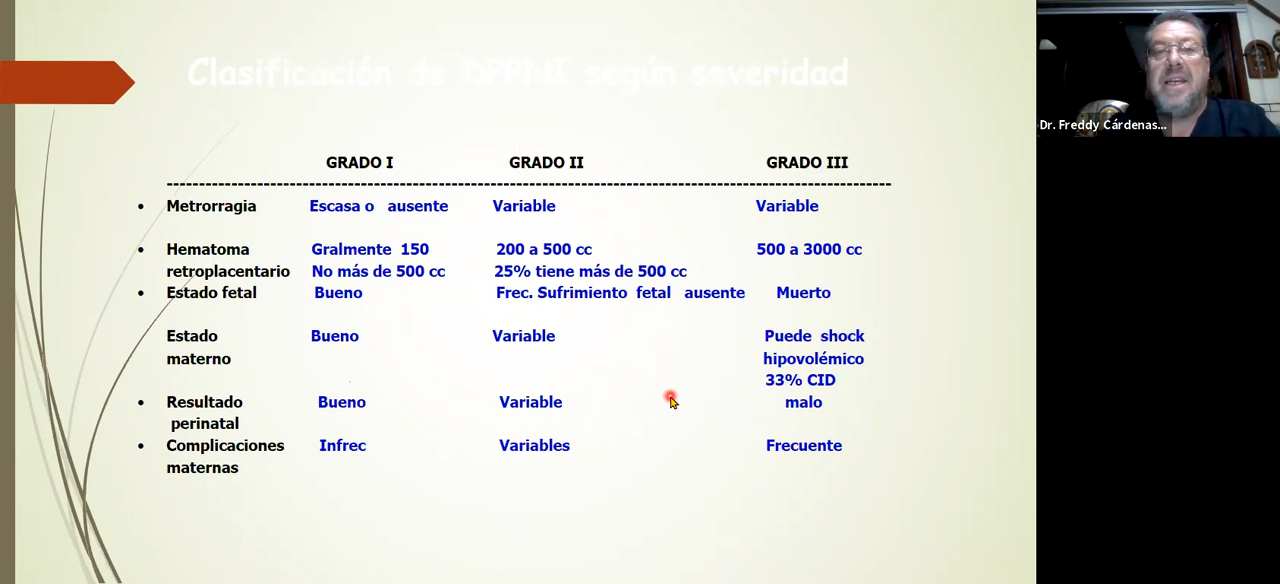 Clasificación de DPPNI según severidad
Dr. Freddy Cárdenas...
GRADO I GRADO II GRADO III
-----------------------------------------------------------------------------------------------------------------
• Metrorragia Escasa o ausente Variable Variable
• Hematoma Gralmente 150 200 a 500 cc 500 a 3000 cc
retroplacentario No más de 500 cc 25% tiene más de 500 cc
• Estado fetal Bueno Frec. Sufrimiento fetal ausente Muerto
Estado Bueno Variable Puede shock
materno hipovolémico
33% CID
• Resultado Bueno Variable malo
perinatal
• Complicaciones Infrec Variables Frecuente
maternas